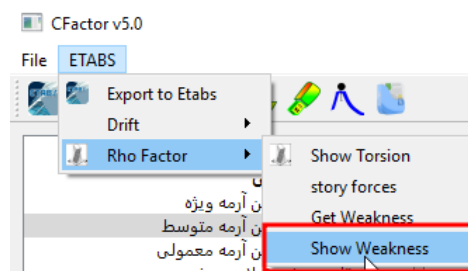 CFactor v5.0
File ETABS
Export to Etabs
Drift
Rho Factor
Show Torsion
story forces
Get Weakness
Show Weakness
ن آرمه ویژه
ن آرمه متوسط
ن آرمه معمولی